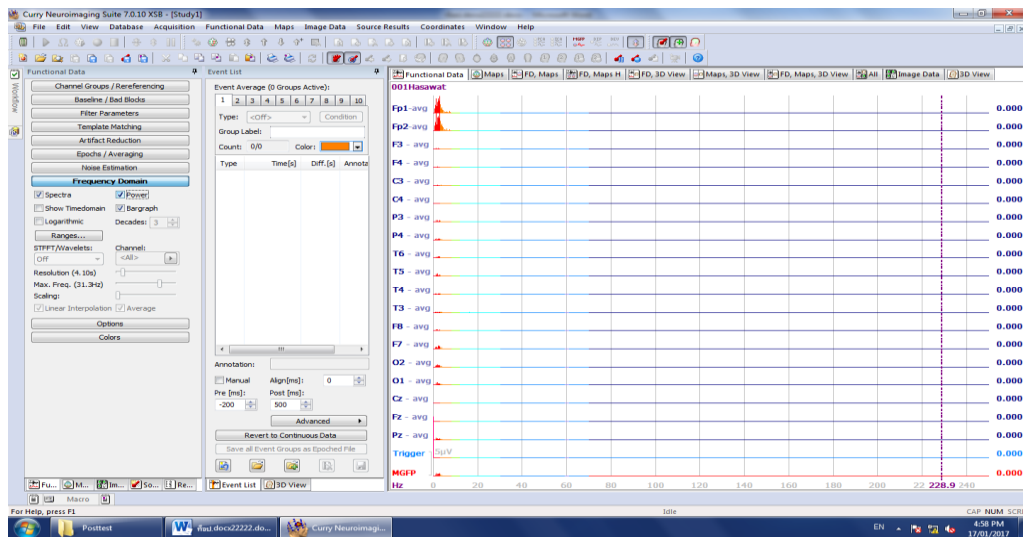 Curry Neuroimaging Suite 7.0.10 XSB - [Study1]
File Edit View Database Acquisition Functional Data Maps Image Data Source Results Coordinates Window Help
Functional Data
Channel Groups / Rereferencing
Baseline / Bad Blocks
Filter Parameters
Template Matching
Artifact Reduction
Epochs / Averaging
Noise Estimation
Frequency Domain
Spectra Power
Show Timedomain Bargraph
Logarithmic Decades: 3
Ranges...
STFFT/Wavelets: Channel:
Off <All>
Resolution (4.10s)
Max. Freq. (31.3Hz)
Scaling:
Linear Interpolation Average
Options
Colors
Workflow
Event List
Event Average (0 Groups Active):
1 2 3 4 5 6 7 8 9 10
Type: <Off> Condition
Group Label:
Count: 0/0 Color:
Type Time[s] Diff.[s] Annota
Annotation:
Manual Align[ms]: 0
Pre [ms]: Post [ms]:
-200 500
Advanced
Revert to Continuous Data
Save all Event Groups as Epoched File
Functional Data Maps FD, Maps FD, Maps H FD, 3D View Maps, 3D View FD, Maps, 3D View All Image Data 3D View
001Hasawat
Fp1-avg 0.000
Fp2-avg 0.000
F3 - avg 0.000
F4 - avg 0.000
C3 - avg 0.000
C4 - avg 0.000
P3 - avg 0.000
P4 - avg 0.000
T6 - avg 0.000
T5 - avg 0.000
T4 - avg 0.000
T3 - avg 0.000
F8 - avg 0.000
F7 - avg 0.000
O2 - avg 0.000
O1 - avg 0.000
Cz - avg 0.000
Fz - avg 0.000
Pz - avg 0.000
Trigger 5µV 0.000
MGFP 0.000
Hz 0 20 40 60 80 100 120 140 160 180 200 22 228.9 240
Fu... M... Im... So... Re...
Event List 3D View
Macro
For Help, press F1 Idle CAP NUM SCRL
Posttest
docx22222.do...
Curry Neuroimagi...
EN
4:58 PM
17/01/2017